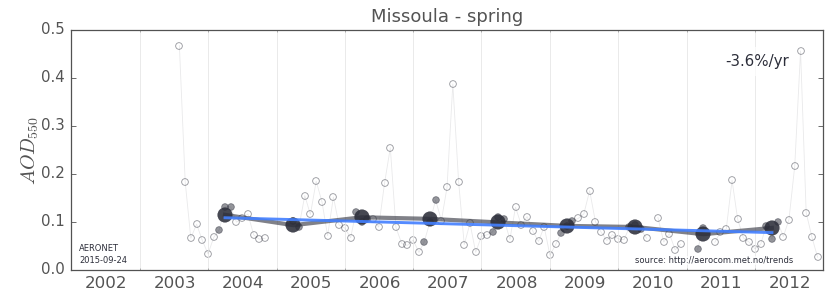 Missoula - spring
0.5
0.4
0.3
0.2
0.1
0.0
AOD550
-3.6%/yr
AERONET
2015-09-24
source: http://aerocom.met.no/trends
2002 2003 2004 2005 2006 2007 2008 2009 2010 2011 2012